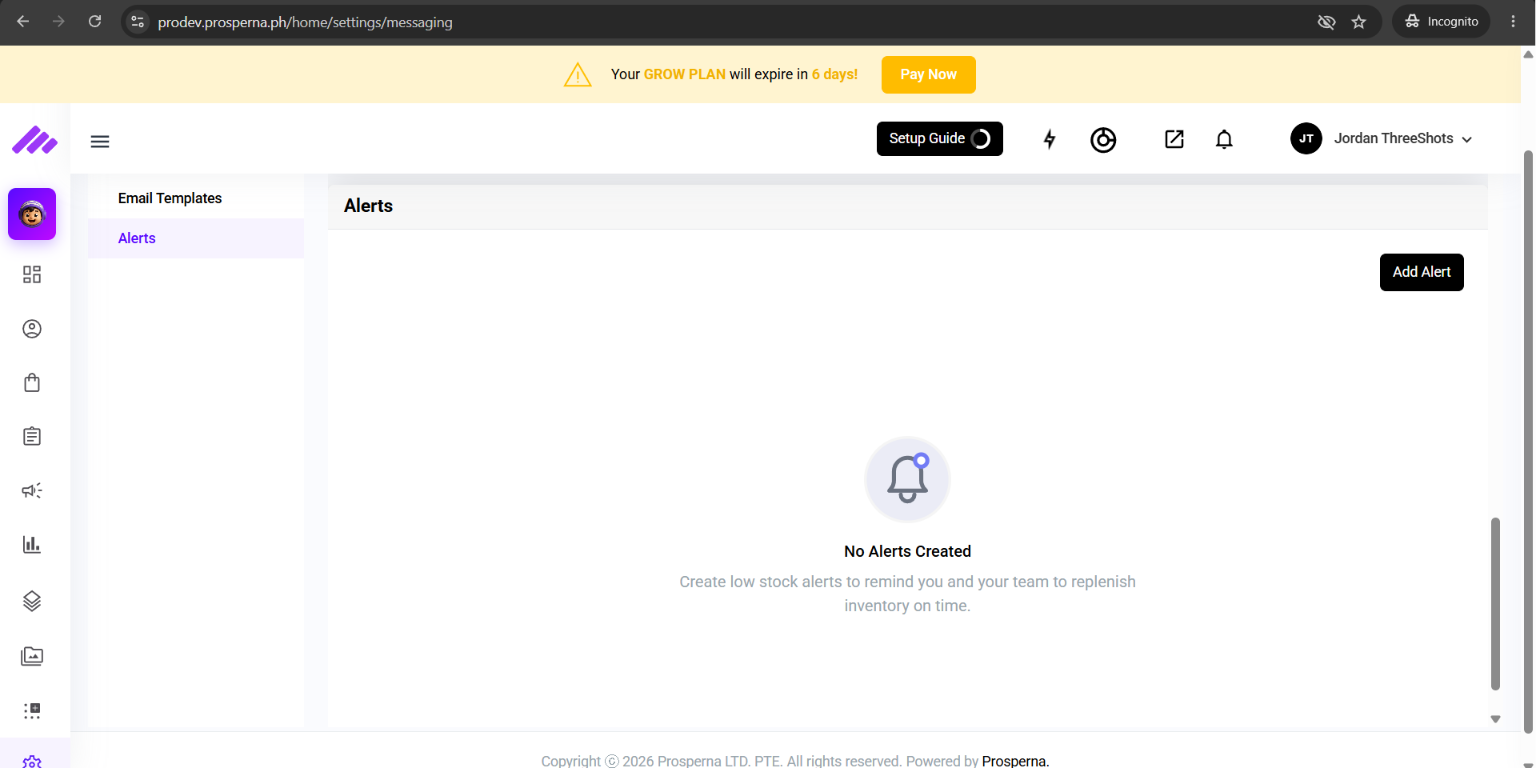 prodev.prosperna.ph/home/settings/messaging
Incognito
Your GROW PLAN will expire in 6 days!
Pay Now
Setup Guide
JT
Jordan ThreeShots
Email Templates
Alerts
Alerts
Add Alert
No Alerts Created
Create low stock alerts to remind you and your team to replenish
inventory on time.
Copyright ⓒ 2026 Prosperna LTD. PTE. All rights reserved. Powered by Prosperna.